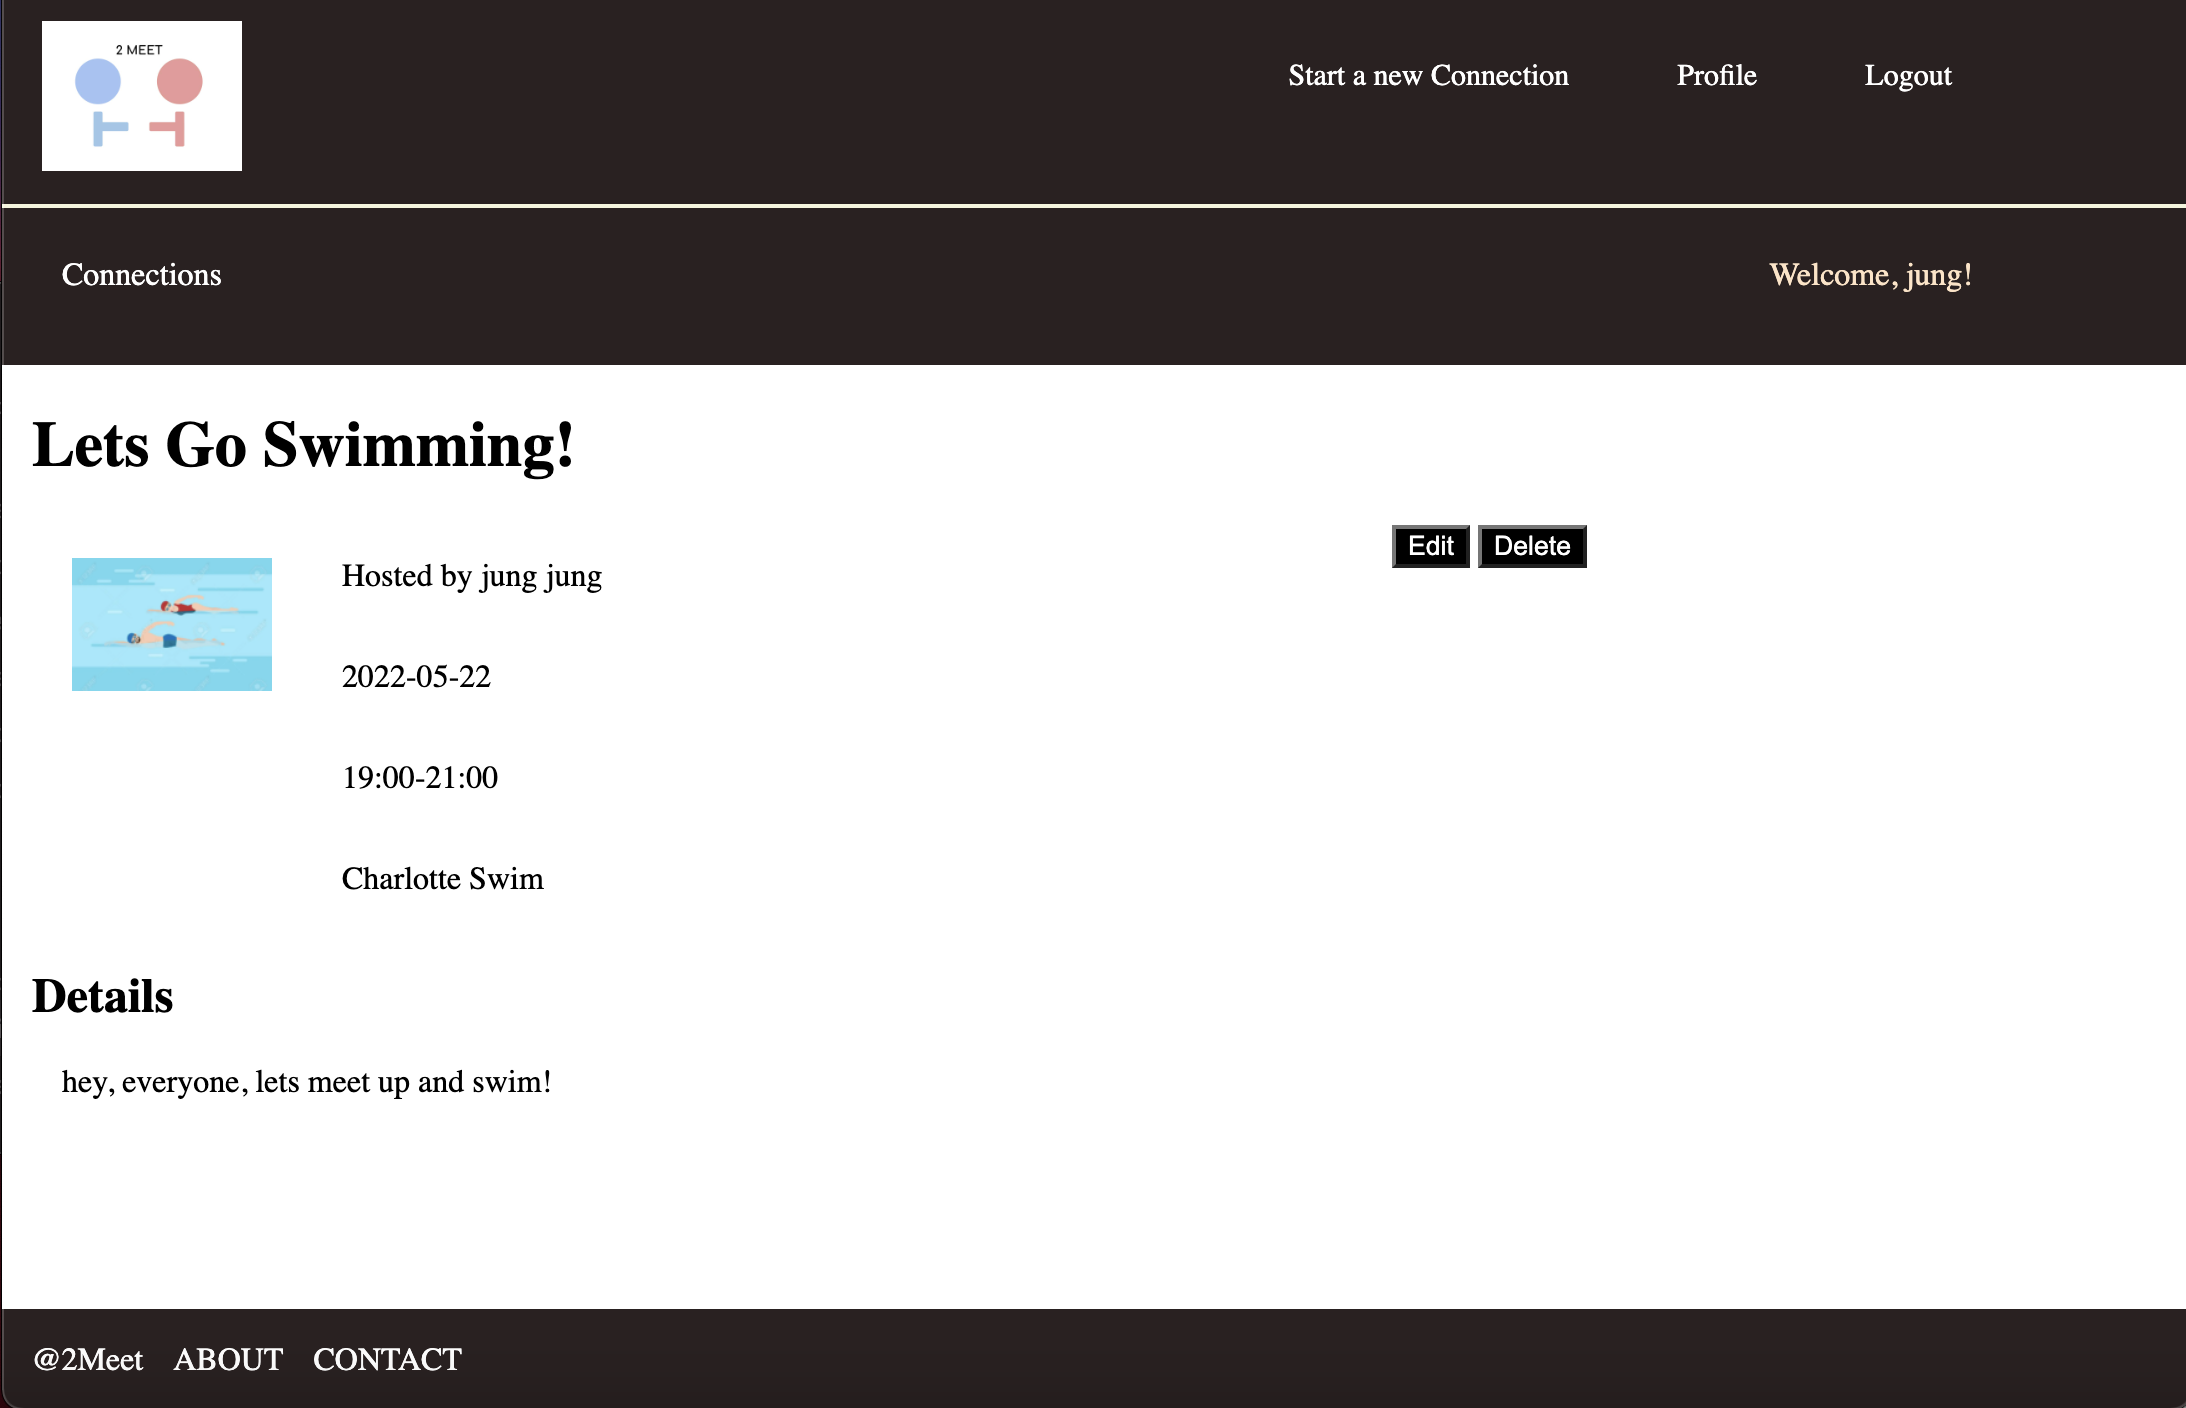 2 MEET
Start a new Connection Profile Logout
Connections Welcome, jung!
Lets Go Swimming!
Edit Delete
Hosted by jung jung
2022-05-22
19:00-21:00
Charlotte Swim
Details
hey, everyone, lets meet up and swim!
@2Meet ABOUT CONTACT